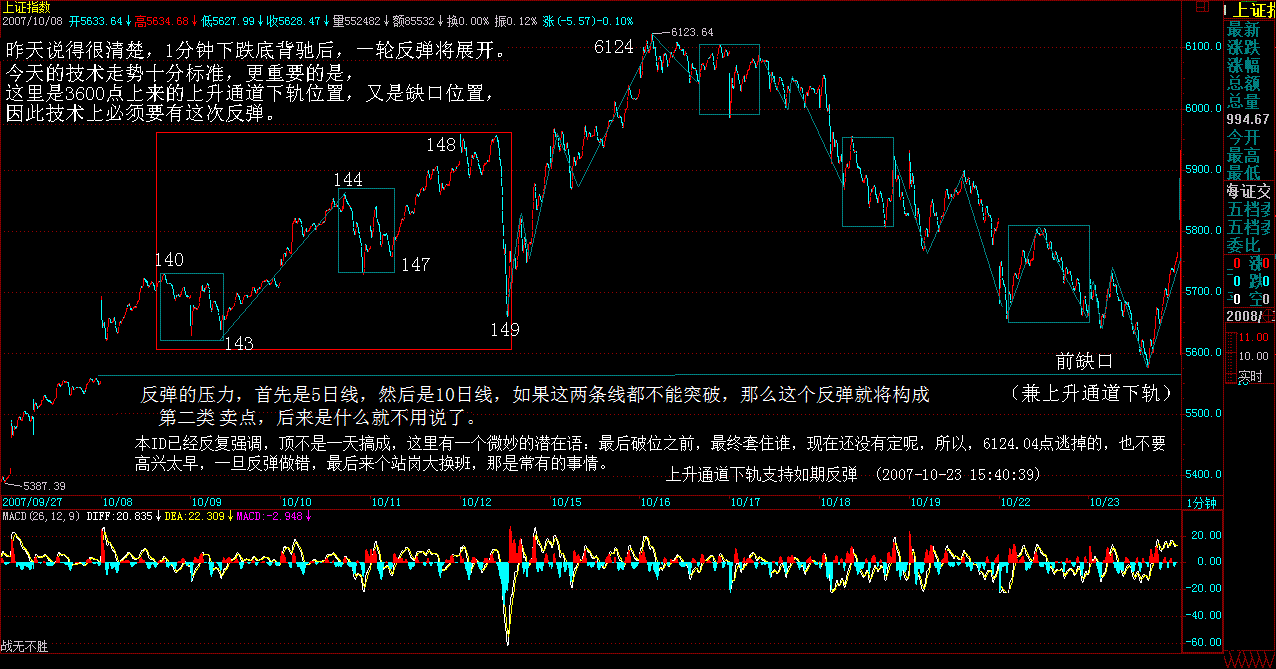 上证指数
2007/10/08 开5633.64↓高5634.68↓低5627.99↓收5628.47↓量552482↓额85532↓换0.00% 振0.12% 涨(-5.57)-0.10%
昨天说得很清楚，1分钟下跌底背驰后，一轮反弹将展开。
今天的技术走势十分标准，更重要的是，
这里是3600点上来的上升通道下轨位置，又是缺口位置，
因此技术上必须要有这次反弹。
6124
6123.64
148
144
140
147
143
149
前缺口
（兼上升通道下轨）
反弹的压力，首先是5日线，然后是10日线，如果这两条线都不能突破，那么这个反弹就将构成
第二类 卖点，后来是什么就不用说了。
本ID已经反复强调，顶不是一天搞成，这里有一个微妙的潜在语：最后破位之前，最终套住谁，现在还没有定呢，所以，6124.04点逃掉的，也不要
高兴太早，一旦反弹做错，最后来个站岗大换班，那是常有的事情。
上升通道下轨支持如期反弹 （2007-10-23 15:40:39）
5387.39
6100.0
6000.0
5900.0
5800.0
5700.0
5600.0
5500.0
5400.0
2007/09/27 10/08 10/09 10/10 10/11 10/12 10/15 10/16 10/17 10/18 10/19 10/22 10/23 1分钟
MACD(26,12,9) DIFF:20.835↓DEA:22.309↓MACD:-2.948↓
20.00
0.00
-20.00
-40.00
-60.00
战无不胜
上证指
最新
涨跌
涨幅
总额
总量
994.67
今开
最高
最低
海证交
五档
五档
委比
0 涨0
0 跌0
0 空0
2008/
11.00
10.00
实时